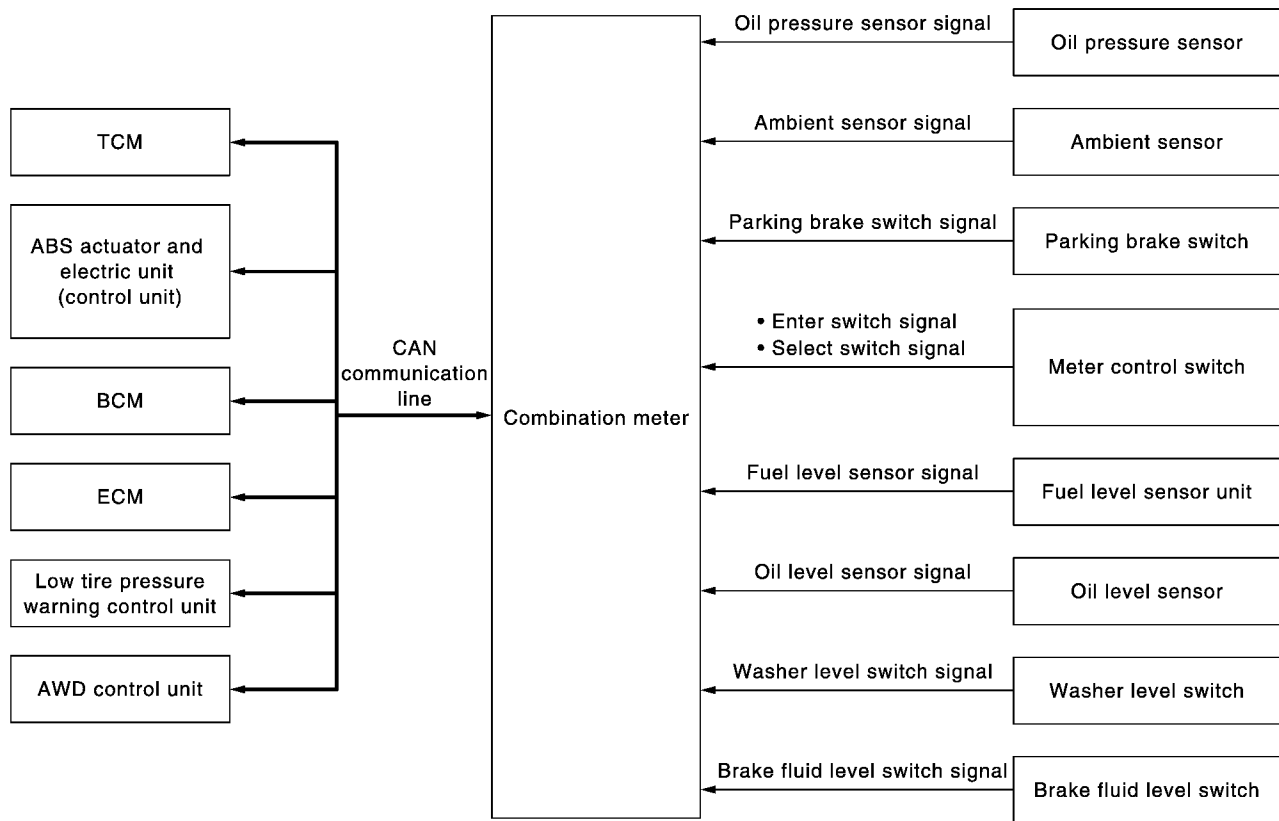 TCM
ABS actuator and
electric unit
(control unit)
BCM
ECM
Low tire pressure
warning control unit
AWD control unit
CAN
communication
line
Combination meter
Oil pressure sensor signal
Oil pressure sensor
Ambient sensor signal
Ambient sensor
Parking brake switch signal
Parking brake switch
• Enter switch signal
• Select switch signal
Meter control switch
Fuel level sensor signal
Fuel level sensor unit
Oil level sensor signal
Oil level sensor
Washer level switch signal
Washer level switch
Brake fluid level switch signal
Brake fluid level switch